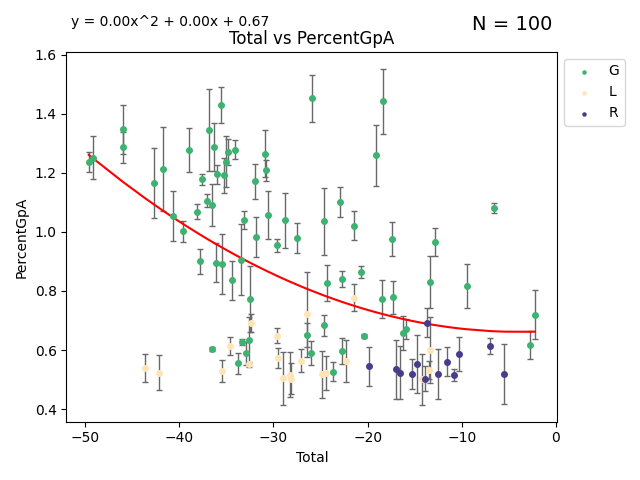 y = 0.00x^2 + 0.00x + 0.67
N = 100
Total vs PercentGpA
1.6
1.4
1.2
1.0
0.8
0.6
0.4
PercentGpA
−50
−40
−30
−20
−10
0
Total
G
L
R